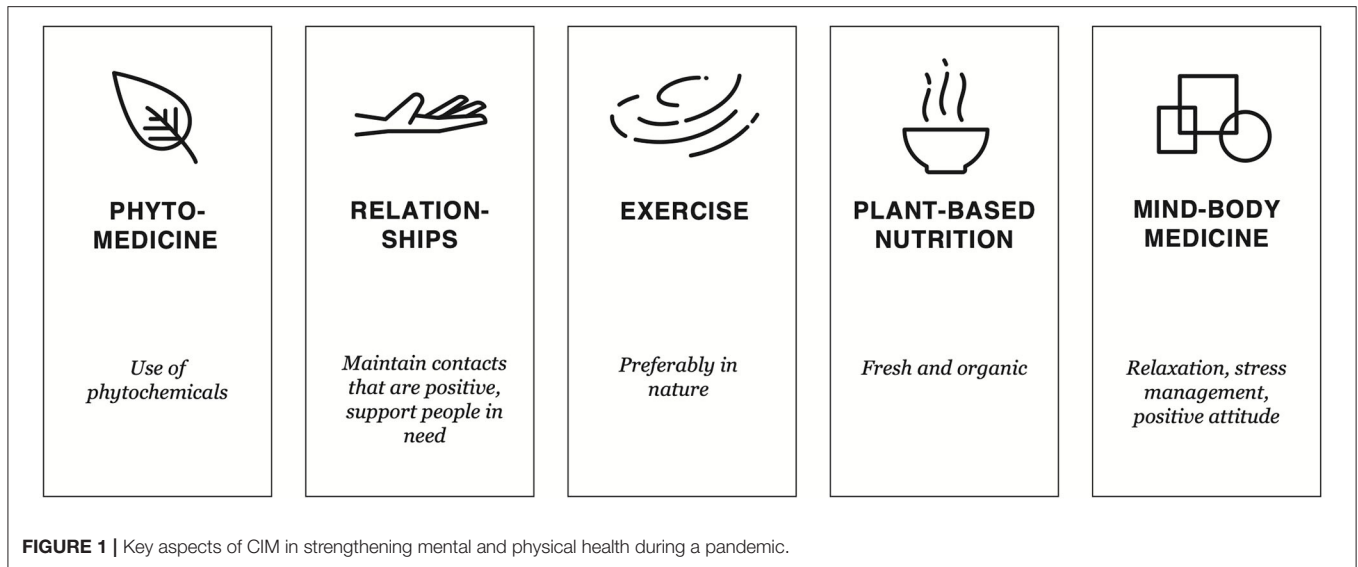 PHYTO-
MEDICINE
Use of
phytochemicals
RELATION-
SHIPS
Maintain contacts
that are positive,
support people in
need
EXERCISE
Preferably in
nature
PLANT-BASED
NUTRITION
Fresh and organic
MIND-BODY
MEDICINE
Relaxation, stress
management,
positive attitude
FIGURE 1 | Key aspects of CIM in strengthening mental and physical health during a pandemic.